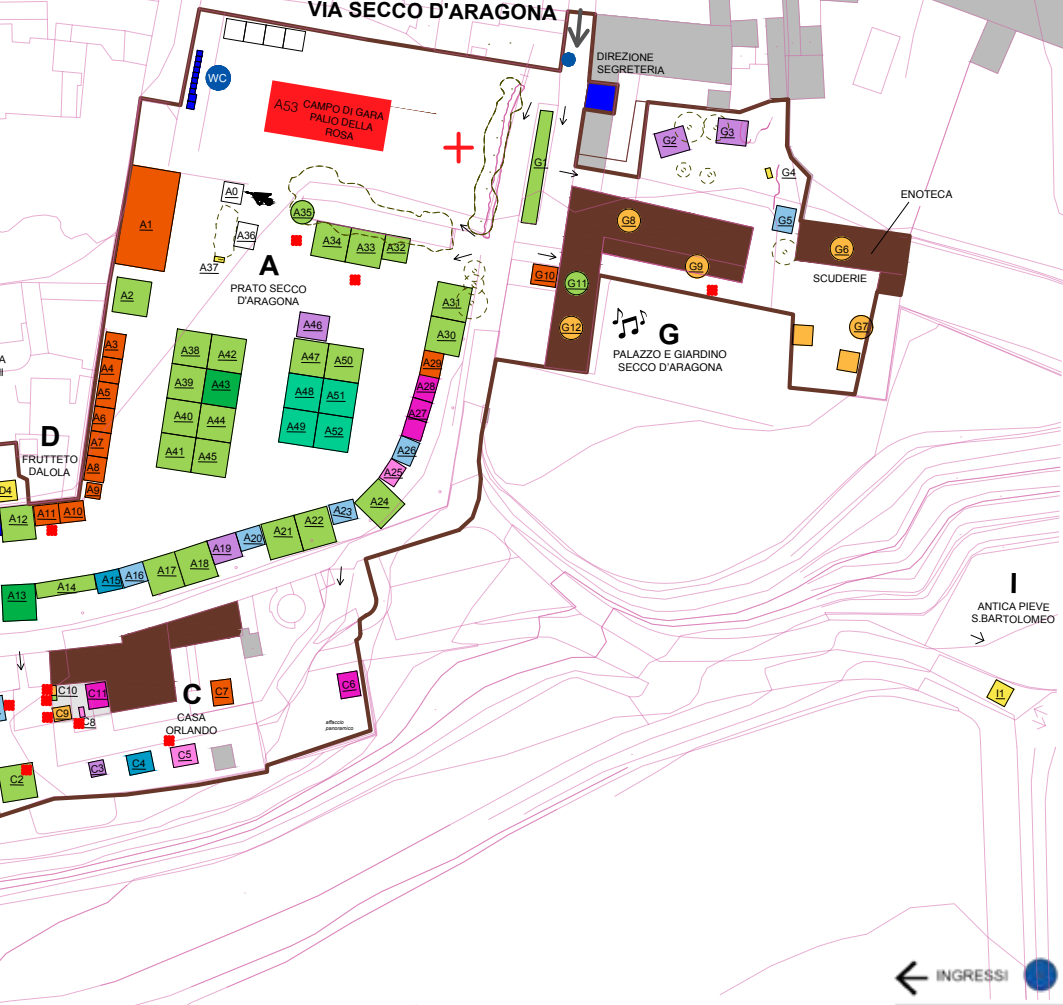 VIA SECCO D'ARAGONA
DIREZIONE
SEGRETERIA
WC
A53 CAMPO DI GARA
PALIO DELLA
ROSA
G1
G2
G3
G4
G5
ENOTECA
A0
A1
A35
A36
A37
A34
A33
A32
G8
G6
SCUDERIE
G9
G10
G11
G12
G7
A
PRATO SECCO
D'ARAGONA
A2
A31
A30
A29
A46
G
PALAZZO E GIARDINO
SECCO D'ARAGONA
A3
A4
A5
A6
A7
A8
A9
A38
A42
A39
A43
A40
A44
A41
A45
A47
A50
A48
A51
A49
A52
A28
A27
A26
A25
A24
D
FRUTTETO
DALOLA
D4
A12
A11
A10
A23
A22
A21
A20
A19
A18
A17
A16
A15
A14
A13
I
ANTICA PIEVE
S.BARTOLOMEO
I1
C10
C11
C9
C8
C
CASA
ORLANDO
C7
C6
affaccio
panoramico
C5
C4
C3
C2
INGRESSI